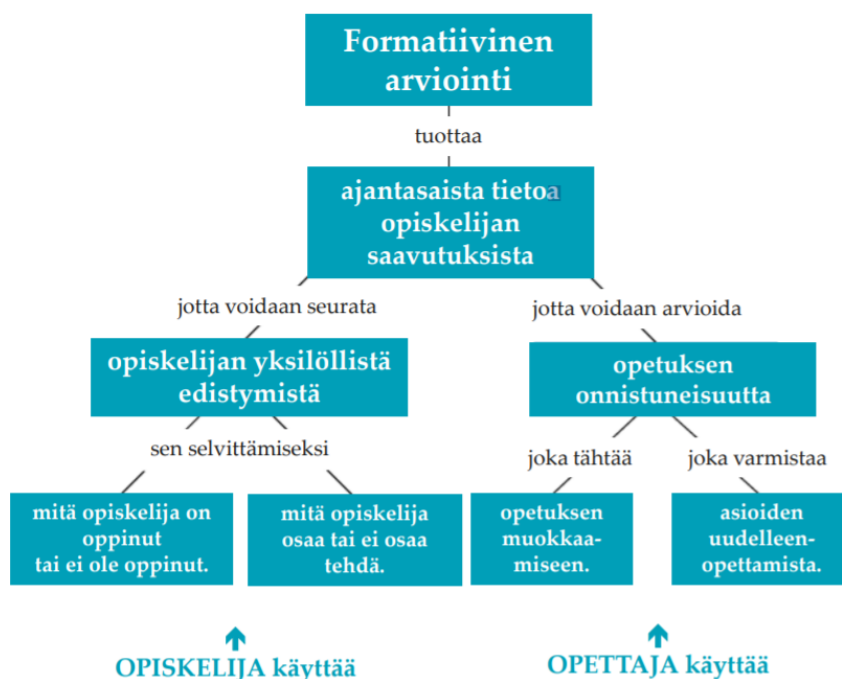 Formatiivinen
arviointi
tuottaa
ajantasaista tietoa
opiskelijan
saavutuksista
jotta voidaan seurata
jotta voidaan arvioida
opiskelijan yksilöllistä
edistymistä
opetuksen
onnistuneisuutta
sen selvittämiseksi
joka tähtää
joka varmistaa
mitä opiskelija on
oppinut
tai ei ole oppinut.
mitä opiskelija
osaa tai ei osaa
tehdä.
opetuksen
muokkaa-
miseen.
asioiden
uudelleen-
opettamista.
OPISKELIJA käyttää
OPETTAJA käyttää